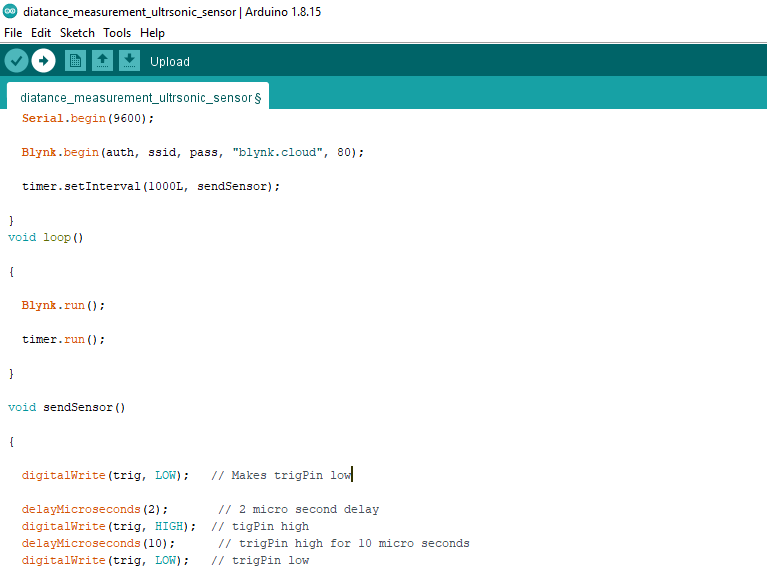 diatance_measurement_ultrsonic_sensor | Arduino 1.8.15
File Edit Sketch Tools Help
Upload
diatance_measurement_ultrsonic_sensor §
Serial.begin(9600);
Blynk.begin(auth, ssid, pass, "blynk.cloud", 80);
timer.setInterval(1000L, sendSensor);
}
void loop()
{
Blynk.run();
timer.run();
}
void sendSensor()
{
digitalWrite(trig, LOW);   // Makes trigPin low
delayMicroseconds(2);       // 2 micro second delay
digitalWrite(trig, HIGH);  // tigPin high
delayMicroseconds(10);      // trigPin high for 10 micro seconds
digitalWrite(trig, LOW);   // trigPin low